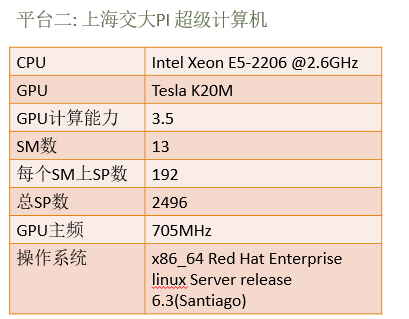 平台二: 上海交大PI 超级计算机
CPU Intel Xeon E5-2206 @2.6GHz
GPU Tesla K20M
GPU计算能力 3.5
SM数 13
每个SM上SP数 192
总SP数 2496
GPU主频 705MHz
操作系统 x86_64 Red Hat Enterprise
linux Server release
6.3(Santiago)